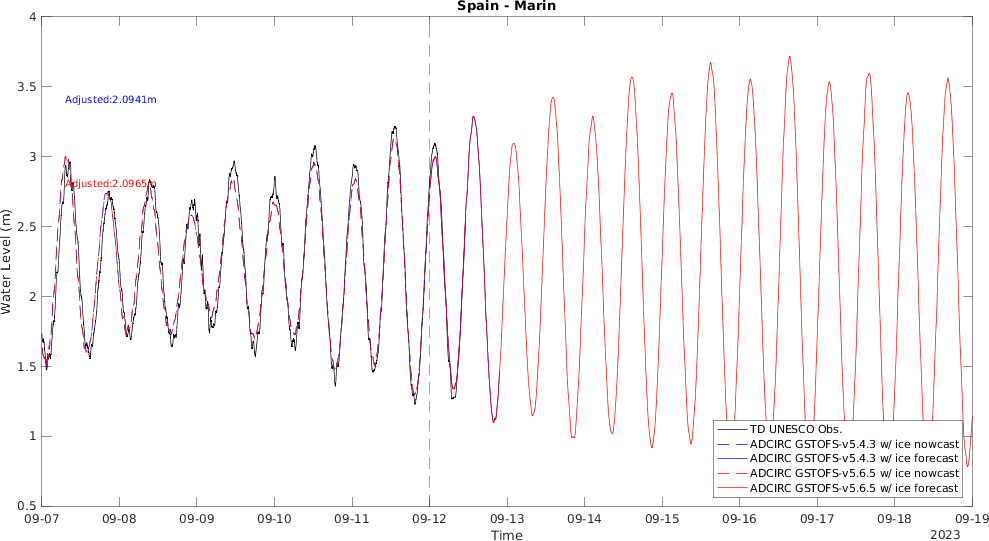 Spain - Marin
4
3.5
3
2.5
2
1.5
1
0.5
Water Level (m)
Adjusted:2.0941m
Adjusted:2.0965m
TD UNESCO Obs.
ADCIRC GSTOFS-v5.4.3 w/ ice nowcast
ADCIRC GSTOFS-v5.4.3 w/ ice forecast
ADCIRC GSTOFS-v5.6.5 w/ ice nowcast
ADCIRC GSTOFS-v5.6.5 w/ ice forecast
09-07 09-08 09-09 09-10 09-11 09-12 09-13 09-14 09-15 09-16 09-17 09-18 09-19
Time
2023